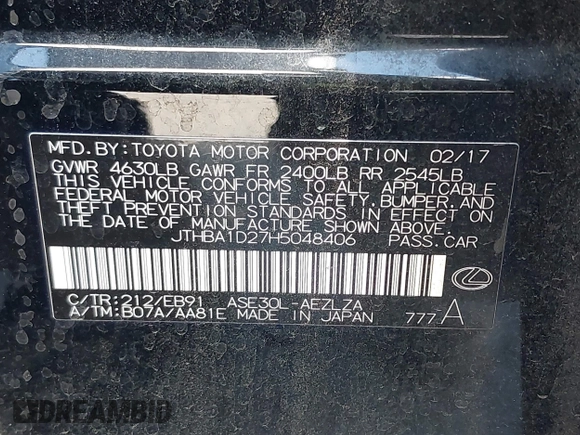 MFD.BY:TOYOTA MOTOR CORPORATION 02/17
GVWR 4630LB GAWR FR 2400LB RR 2545LB
THIS VEHICLE CONFORMS TO ALL APPLICABLE
FEDERAL MOTOR VEHICLE SAFETY,BUMPER,AND
THEFT PREVENTION STANDARDS IN EFFECT ON
THE DATE OF MANUFACTURE SHOWN ABOVE.
JTHBA1D27H5048406 PASS.CAR
C/TR:212/EB91 ASE30L-AEZLZA
A/TM:B07A/AA81E MADE IN JAPAN 777 A
DREAMBID